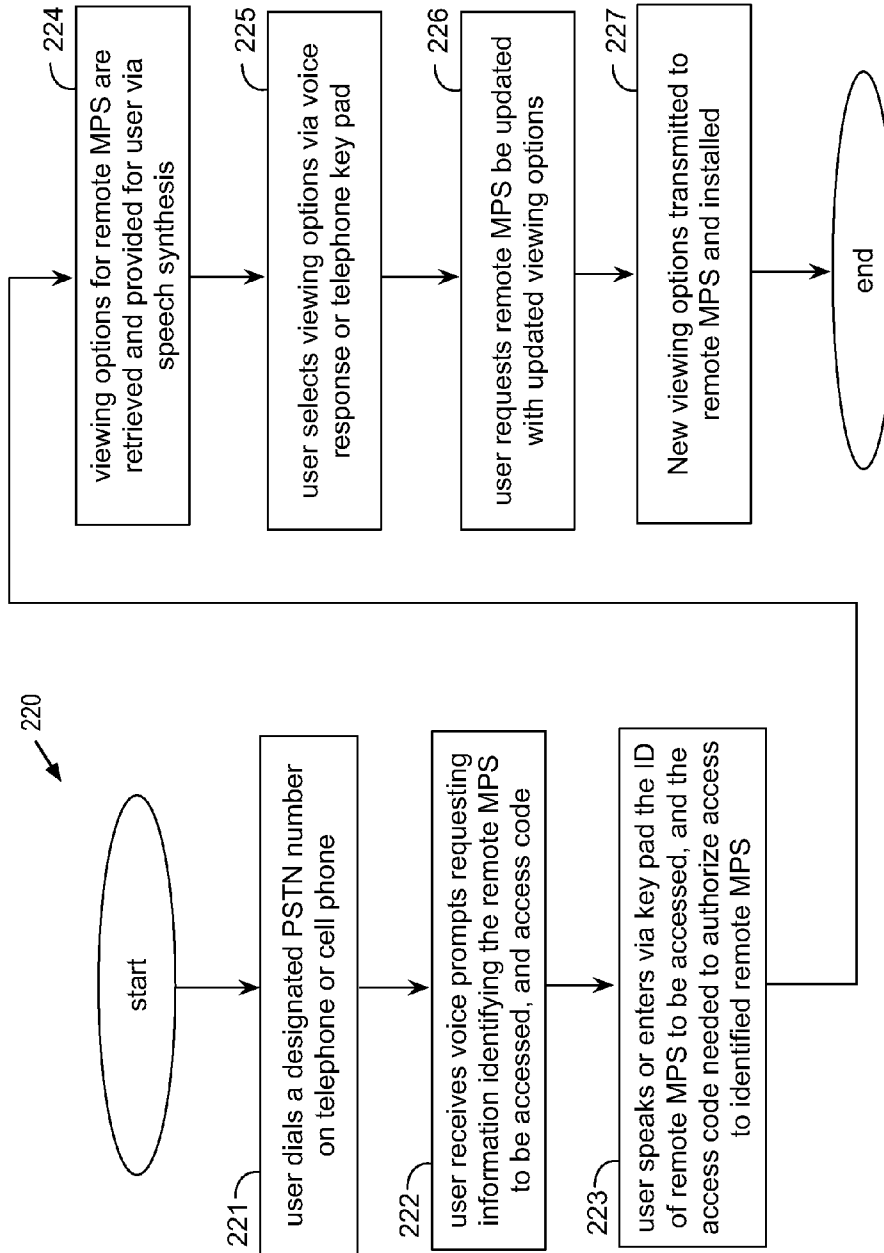 220
start
221
user dials a designated PSTN number
on telephone or cell phone
222
user receives voice prompts requesting
information identifying the remote MPS
to be accessed, and access code
223
user speaks or enters via key pad the ID
of remote MPS to be accessed, and the
access code needed to authorize access
to identified remote MPS
224
viewing options for remote MPS are
retrieved and provided for user via
speech synthesis
225
user selects viewing options via voice
response or telephone key pad
226
user requests remote MPS be updated
with updated viewing options
227
New viewing options transmitted to
remote MPS and installed
end